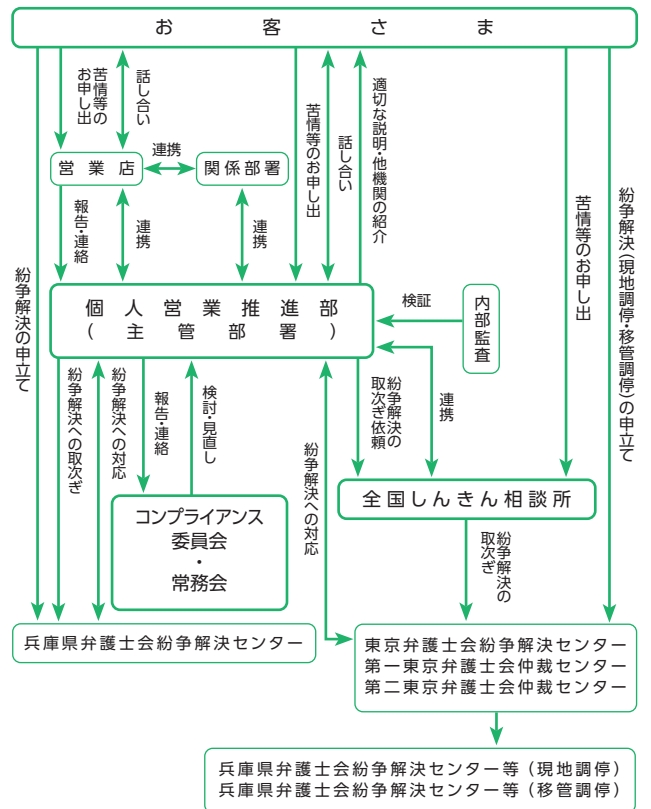 お客さま
苦情等の
お申し出
話し合い
苦情等のお申し出
話し合い
適切な説明・他機関の紹介
苦情等のお申し出
紛争解決(現地調停・移管調停)の申立て
紛争解決の申立て
営業店
連携
関係部署
報告・連絡
連携
連携
個人営業推進部
(主管部署)
検証
内部監査
紛争解決への取次ぎ
紛争解決への対応
報告・連絡
検討・見直し
紛争解決への対応
紛争解決の
取次ぎ依頼
連携
コンプライアンス
委員会
・
常務会
全国しんきん相談所
紛争解決の
取次ぎ
兵庫県弁護士会紛争解決センター
東京弁護士会紛争解決センター
第一東京弁護士会仲裁センター
第二東京弁護士会仲裁センター
兵庫県弁護士会紛争解決センター等(現地調停)
兵庫県弁護士会紛争解決センター等(移管調停)